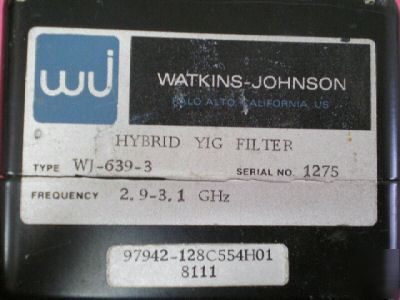 WJ
WATKINS-JOHNSON
PALO ALTO, CALIFORNIA, US
HYBRID YIG FILTER
TYPE WJ-639-3 SERIAL NO. 1275
FREQUENCY 2.9-3.1 GHz
97942-128C554H01
8111